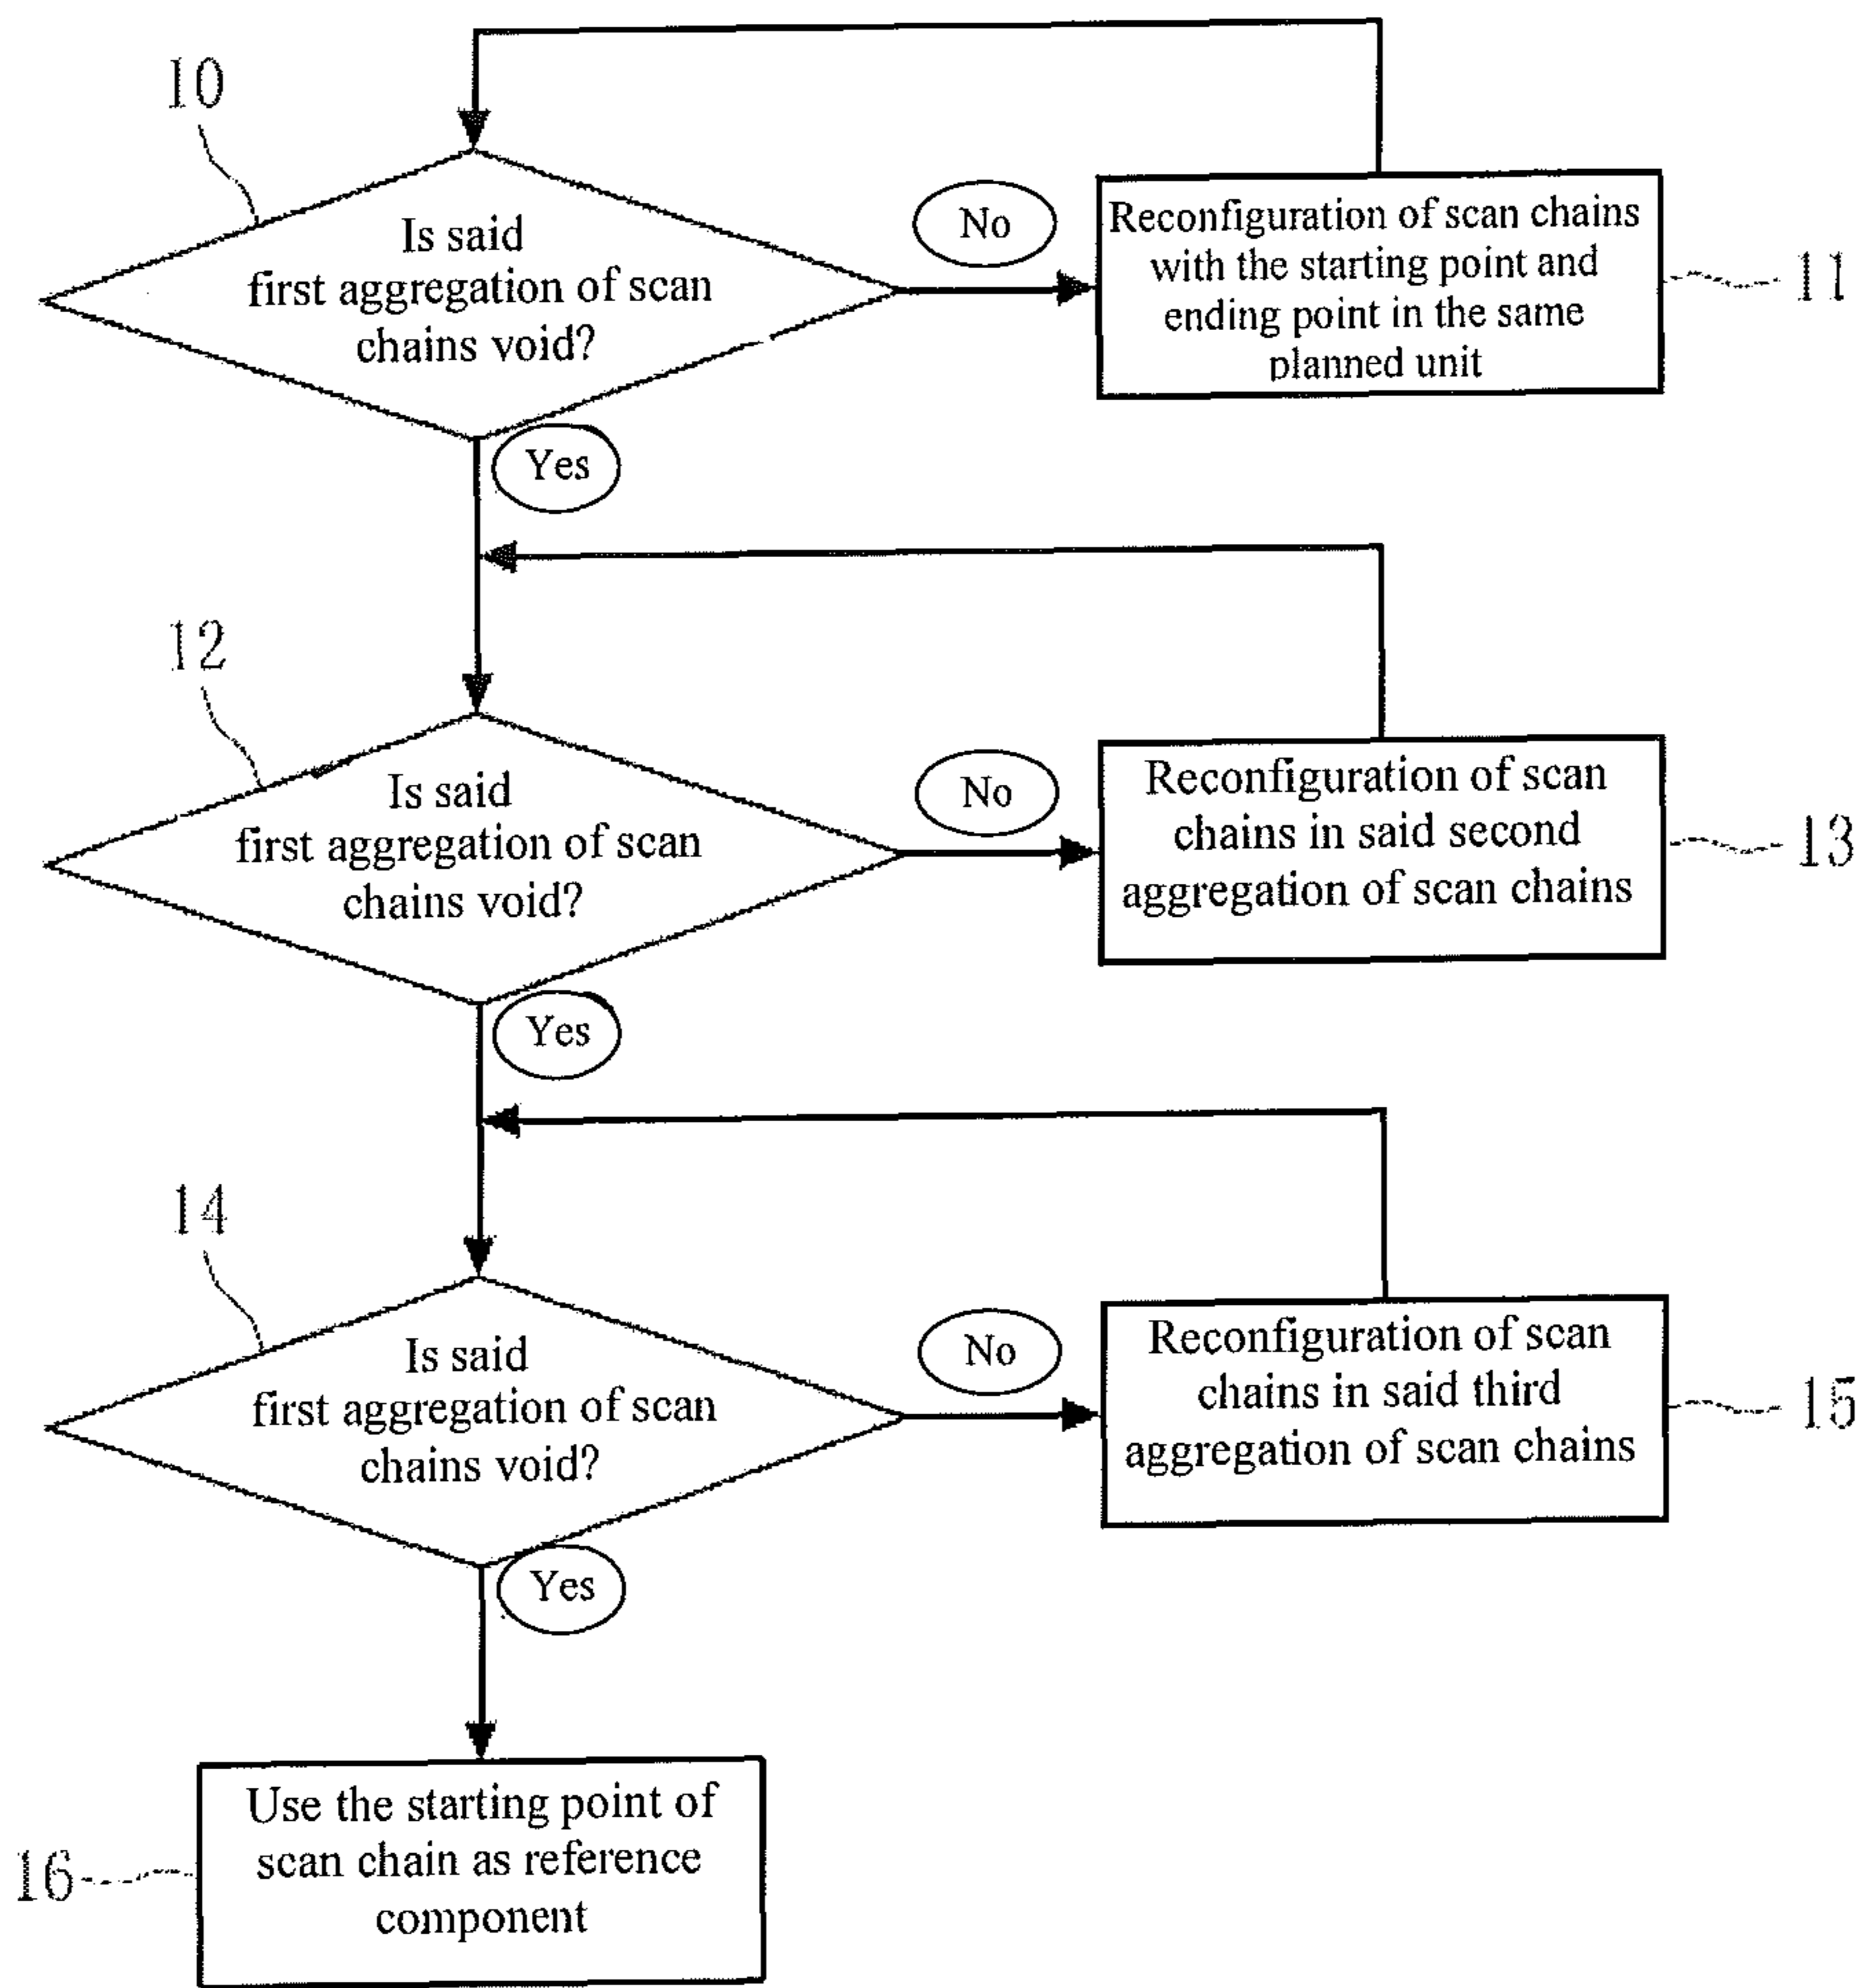 10
Is said
first aggregation of scan
chains void?
No
Reconfiguration of scan chains
with the starting point and
ending point in the same
planned unit
11
Yes
12
Is said
first aggregation of scan
chains void?
No
Reconfiguration of scan
chains in said second
aggregation of scan chains
13
Yes
14
Is said
first aggregation of scan
chains void?
No
Reconfiguration of scan
chains in said third
aggregation of scan chains
15
Yes
16
Use the starting point of
scan chain as reference
component